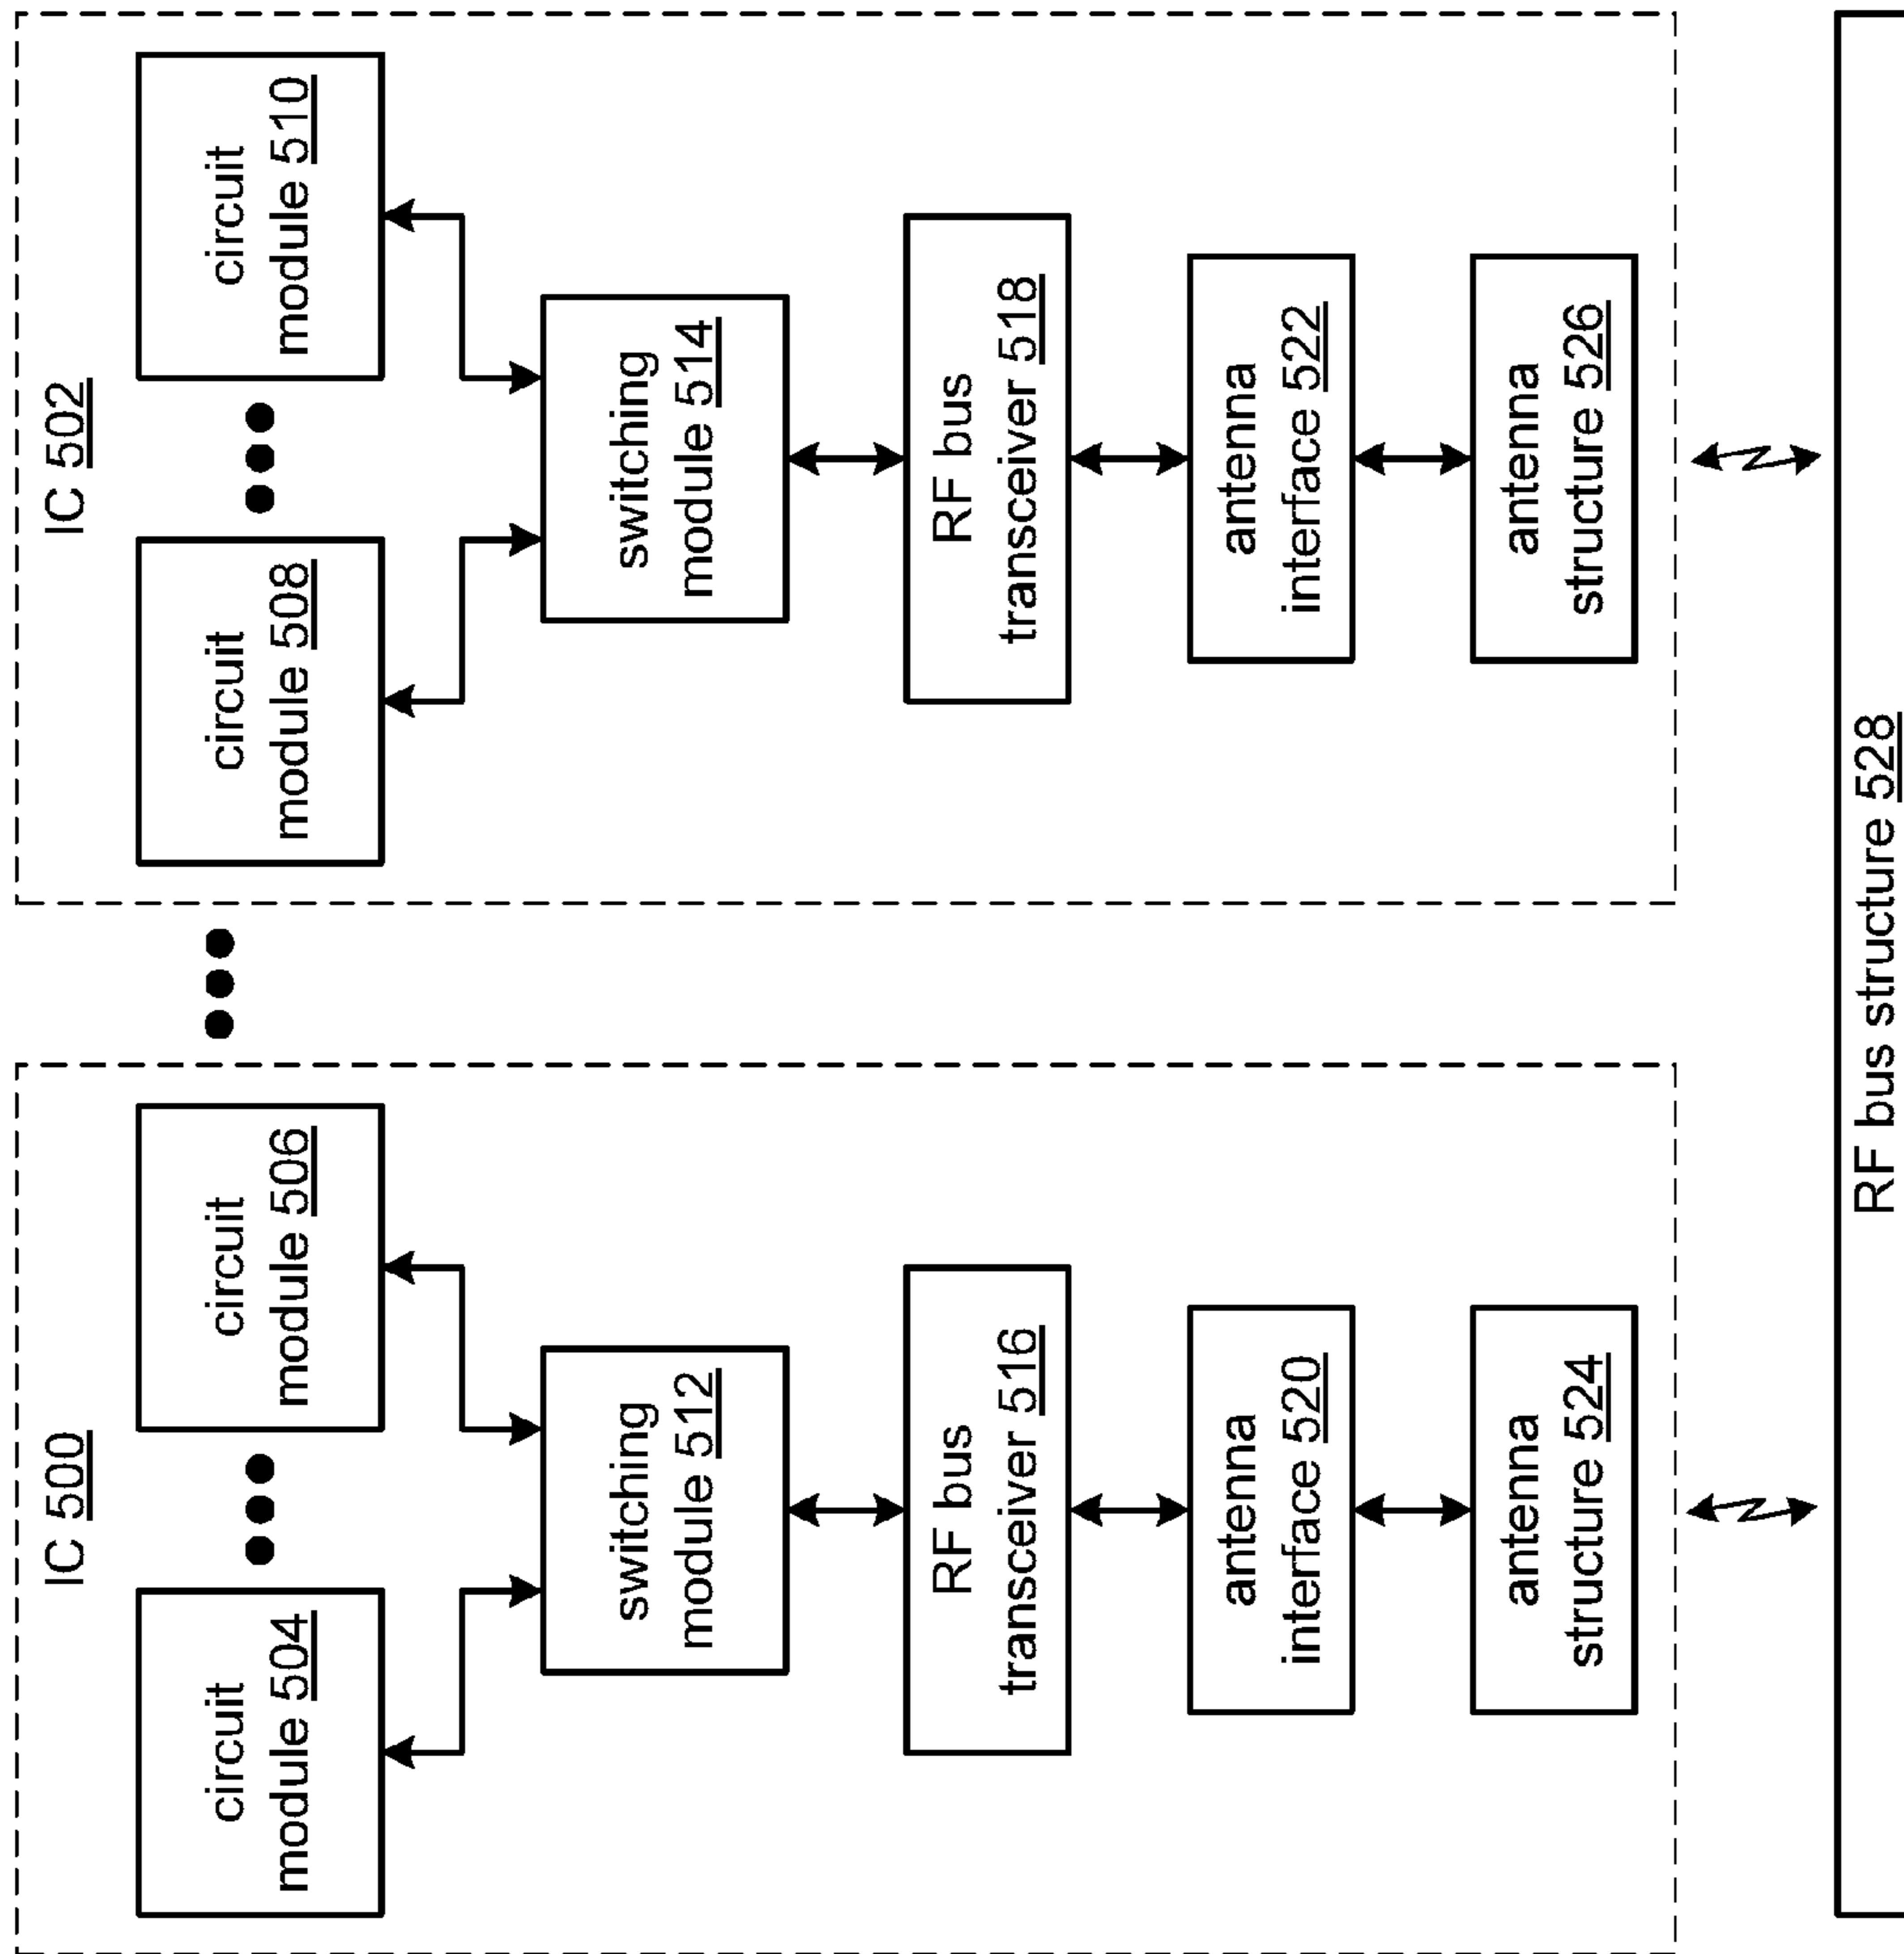 IC 500
circuit
module 504
circuit
module 506
switching
module 512
RF bus
transceiver 516
antenna
interface 520
antenna
structure 524
IC 502
circuit
module 508
circuit
module 510
switching
module 514
RF bus
transceiver 518
antenna
interface 522
antenna
structure 526
RF bus structure 528